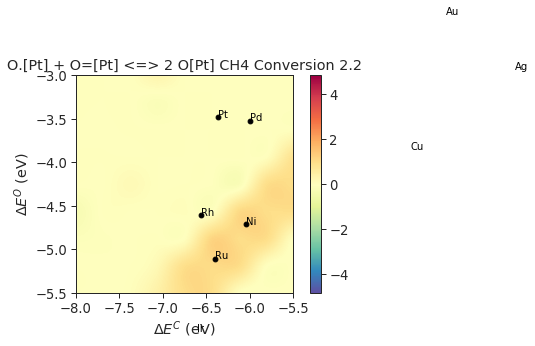 Au
O.[Pt] + O=[Pt] <=> 2 O[Pt] CH4 Conversion 2.2
Ag
−3.0
−3.5
−4.0
−4.5
−5.0
−5.5
ΔE^O (eV)
Pt
Pd
Cu
Rh
Ni
Ru
4
2
0
−2
−4
−8.0 −7.5 −7.0 −6.5 −6.0 −5.5
ΔE^C (eV)
Ir